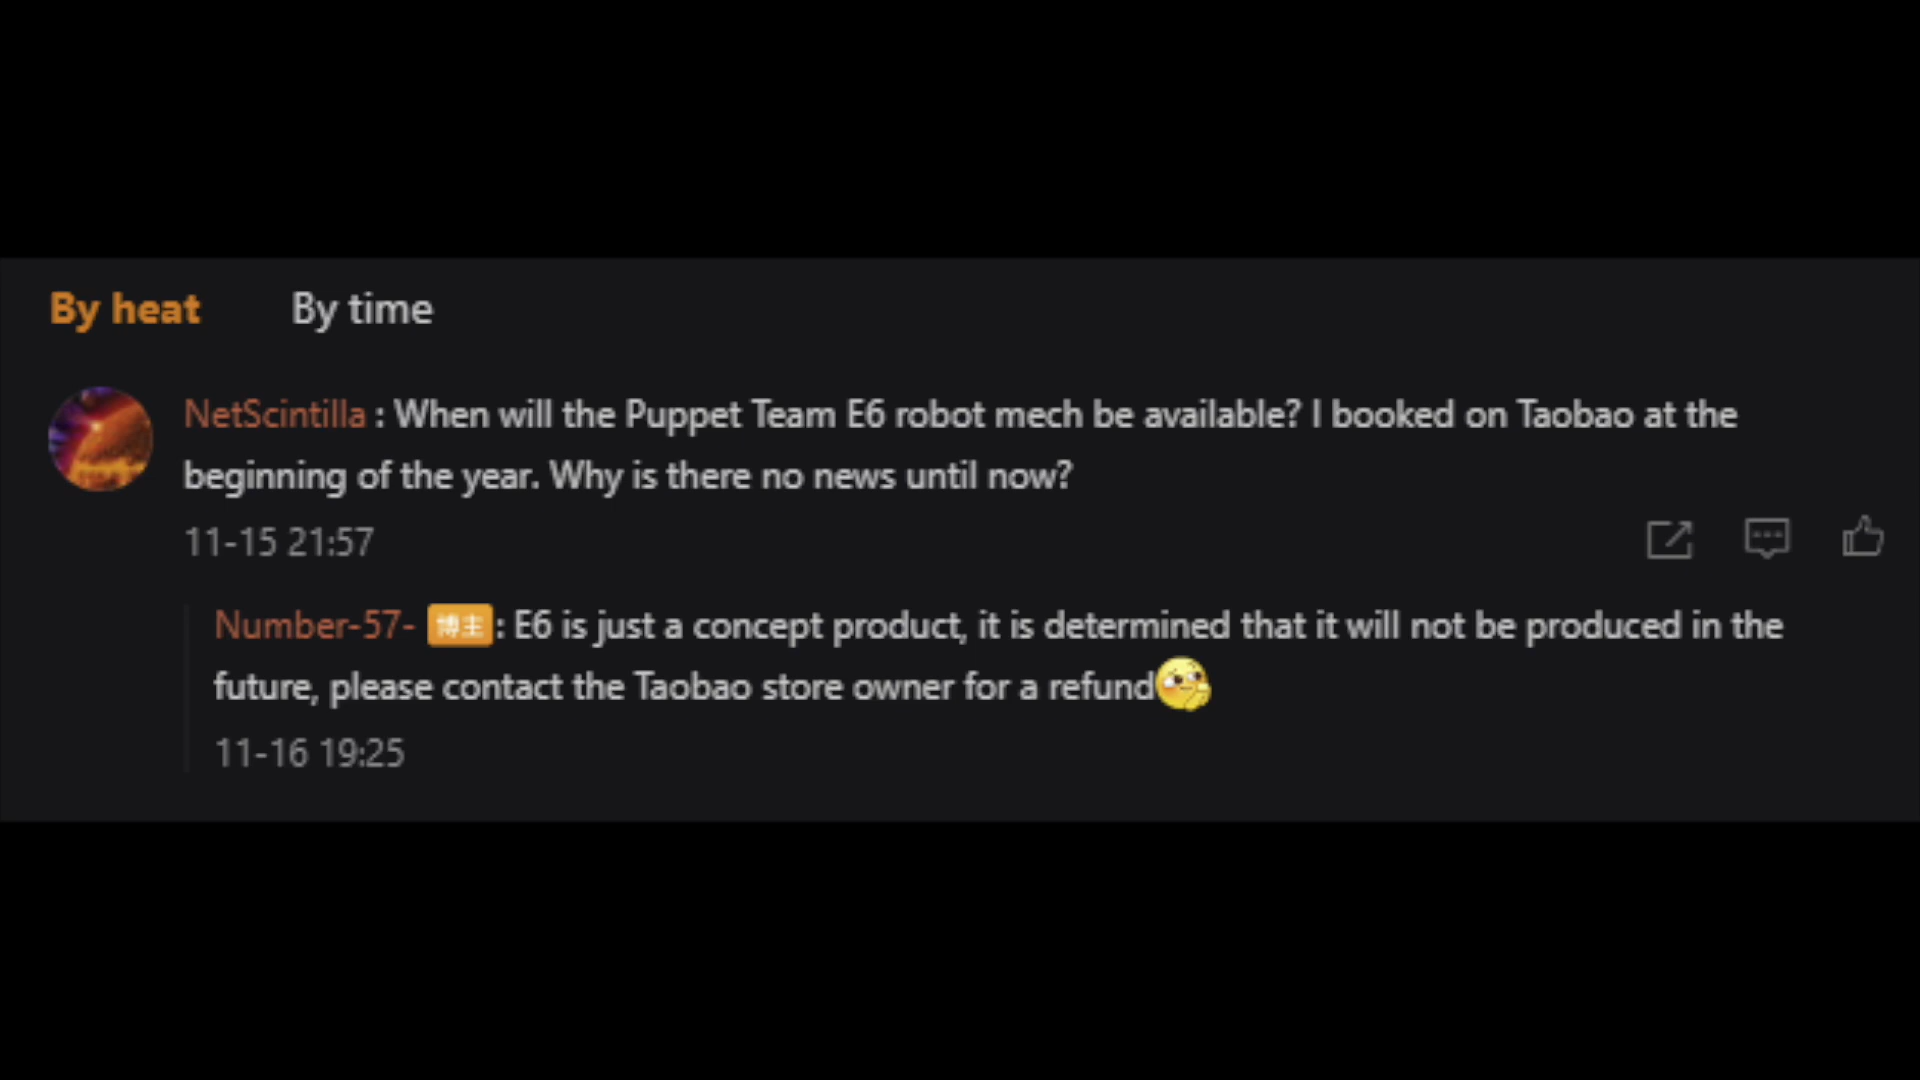 By heat By time
NetScintilla : When will the Puppet Team E6 robot mech be available? I booked on Taobao at the
beginning of the year. Why is there no news until now?
11-15 21:57
Number-57- 博主 : E6 is just a concept product, it is determined that it will not be produced in the
future, please contact the Taobao store owner for a refund
11-16 19:25